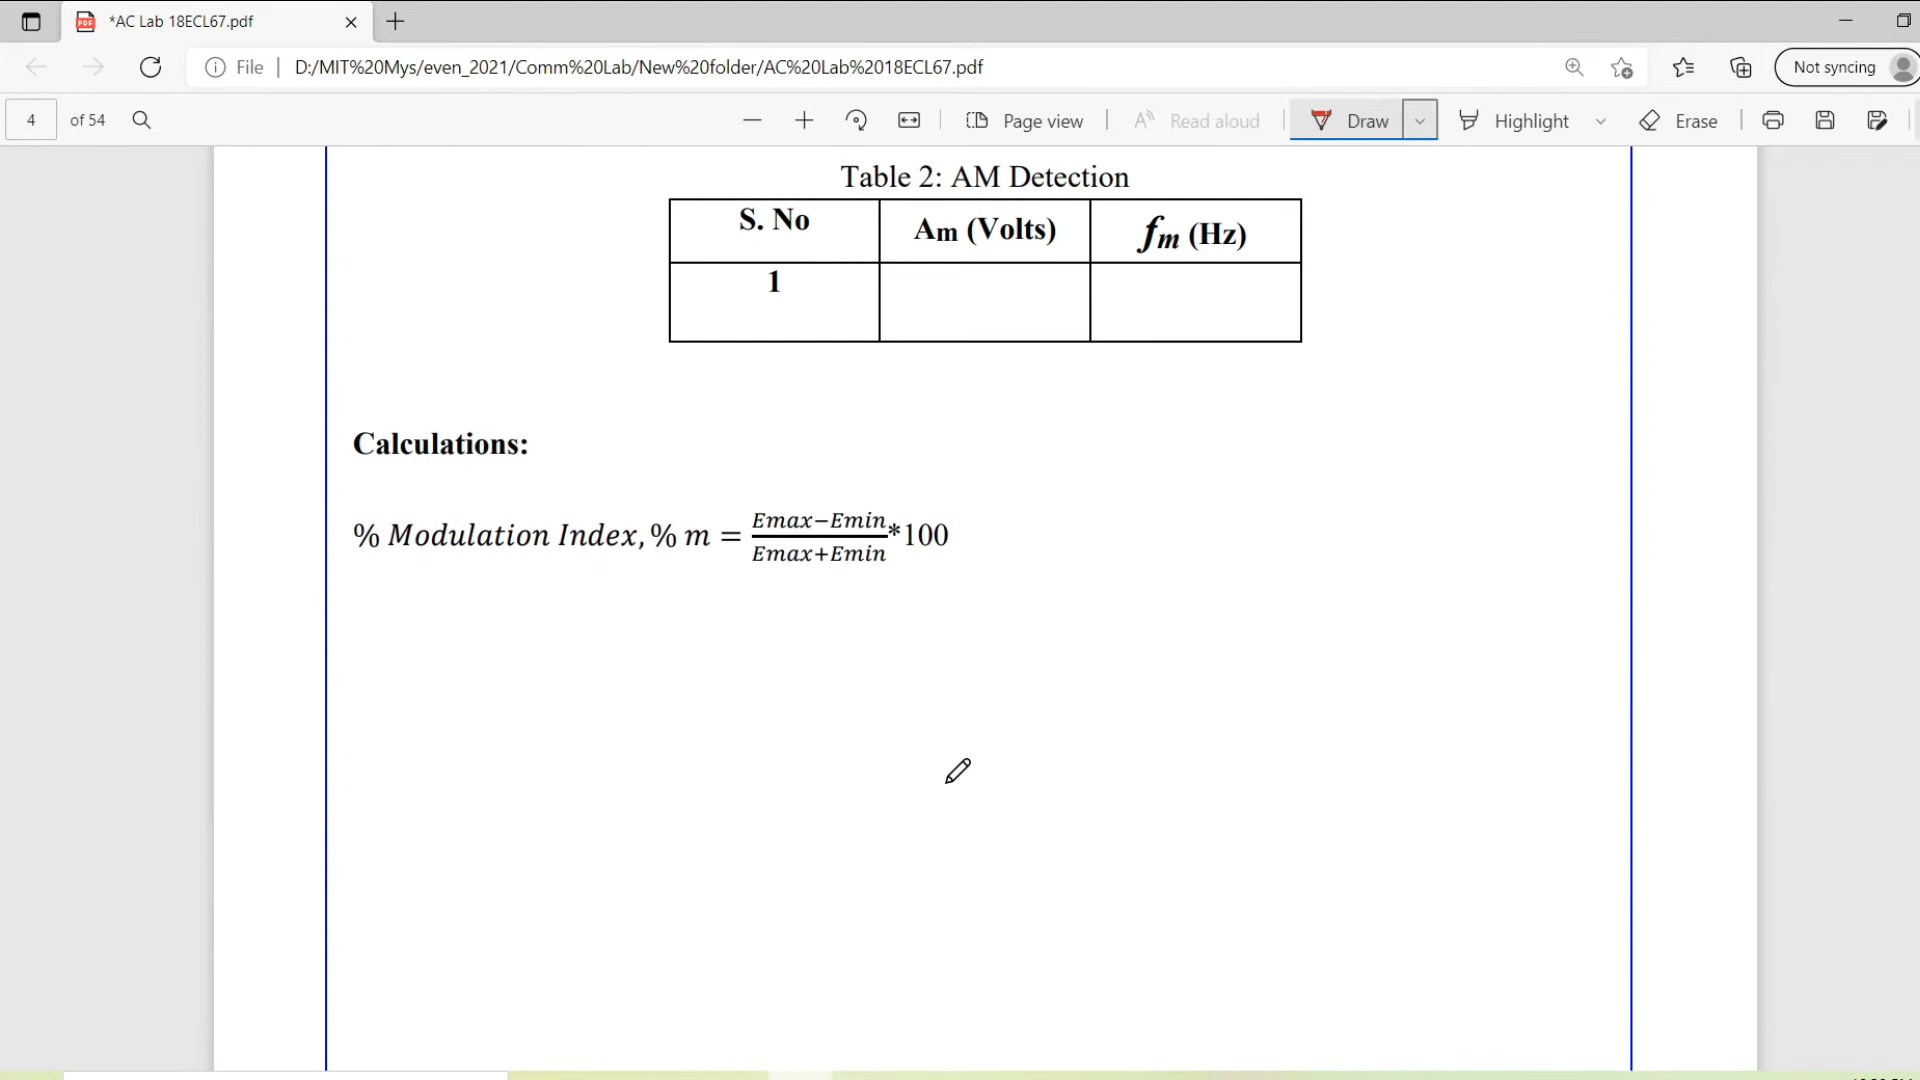 *AC Lab 18ECL67.pdf
File | D:/MIT%20Mys/even_2021/Comm%20Lab/New%20folder/AC%20Lab%2018ECL67.pdf
Not syncing
4 of 54
Page view
Read aloud
Draw
Highlight
Erase
Table 2: AM Detection
S. No Am (Volts) fm (Hz)
1
Calculations:
% Modulation Index, % m = Emax−Emin/Emax+Emin *100